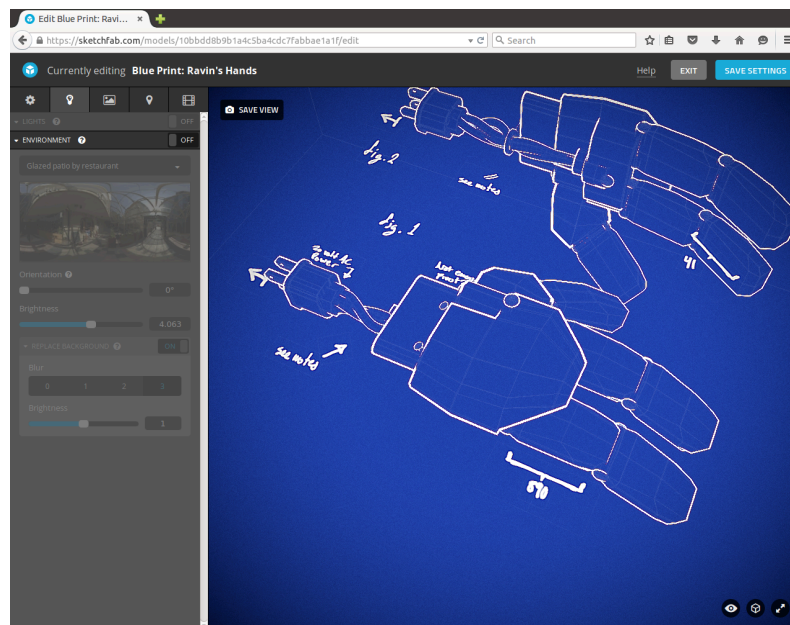 Edit Blue Print: Ravi...
https://sketchfab.com/models/10bbdd8b9b1a4c5ba4cdc7fabbae1a1f/edit
Search
Currently editing Blue Print: Ravin's Hands
Help
EXIT
SAVE SETTINGS
LIGHTS
OFF
ENVIRONMENT
OFF
SAVE VIEW
Glazed patio by restaurant
Orientation
0°
Brightness
4.063
REPLACE BACKGROUND
ON
Blur
0 1 2 3
Brightness
1
fig. 2
see notes
fig. 1
41
AC
Power
see notes